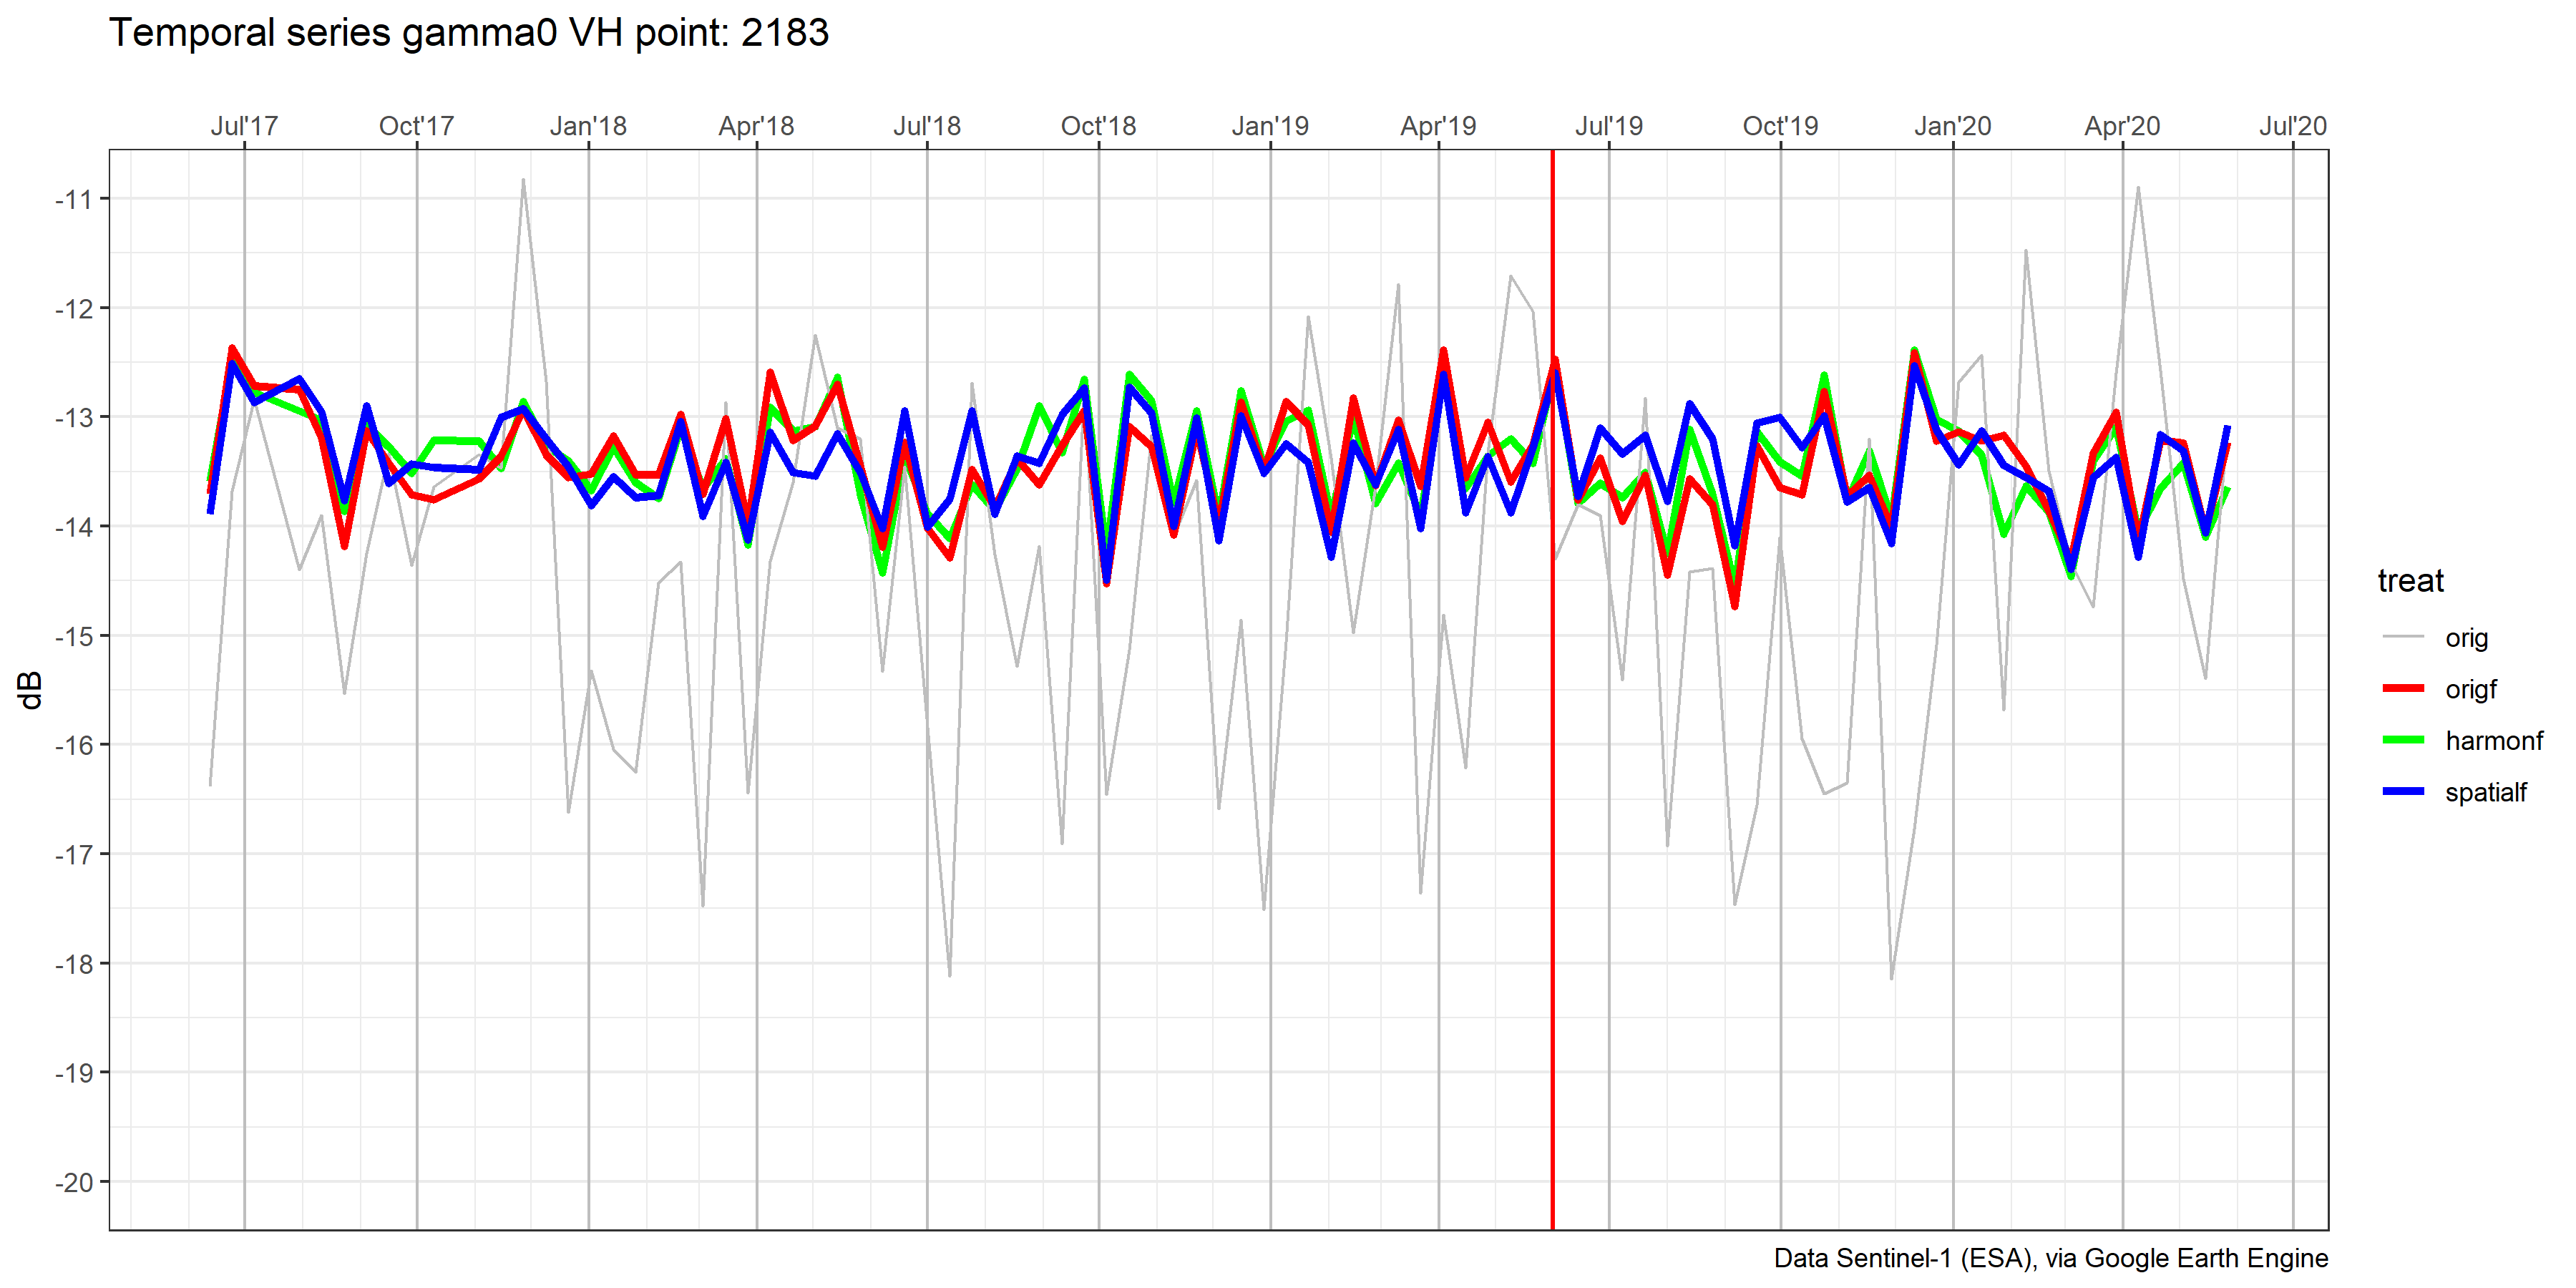 Temporal series gamma0 VH point: 2183
Jul'17 Oct'17 Jan'18 Apr'18 Jul'18 Oct'18 Jan'19 Apr'19 Jul'19 Oct'19 Jan'20 Apr'20 Jul'20
-11
-12
-13
-14
-15
-16
-17
-18
-19
-20
dB
treat
orig
origf
harmonf
spatialf
Data Sentinel-1 (ESA), via Google Earth Engine